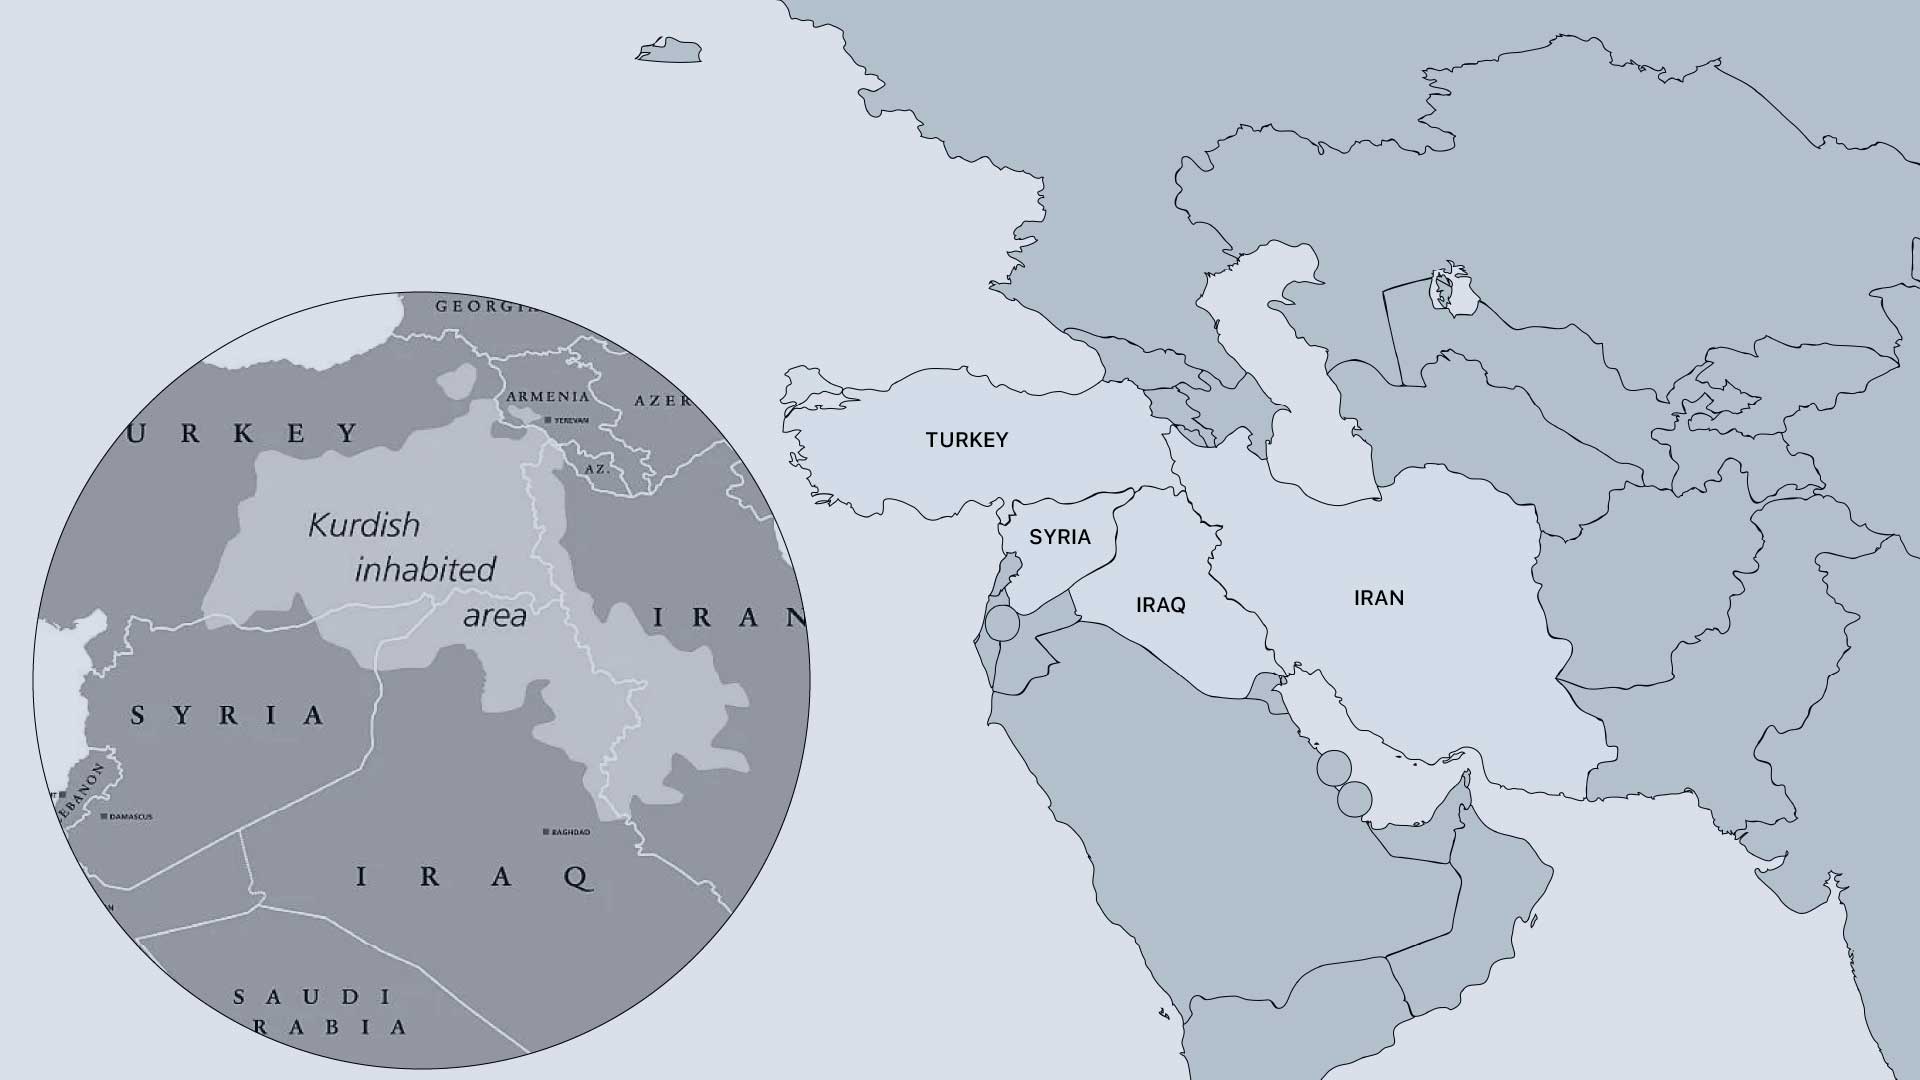 GEORGI
ARMENIA
AZER
YEREVAN
URKEY
AZ.
Kurdish
inhabited
area
IRAN
SYRIA
EBANON
DAMASCUS
BAGHDAD
IRAQ
N
SAUDI
RABIA
TURKEY
SYRIA
IRAQ
IRAN